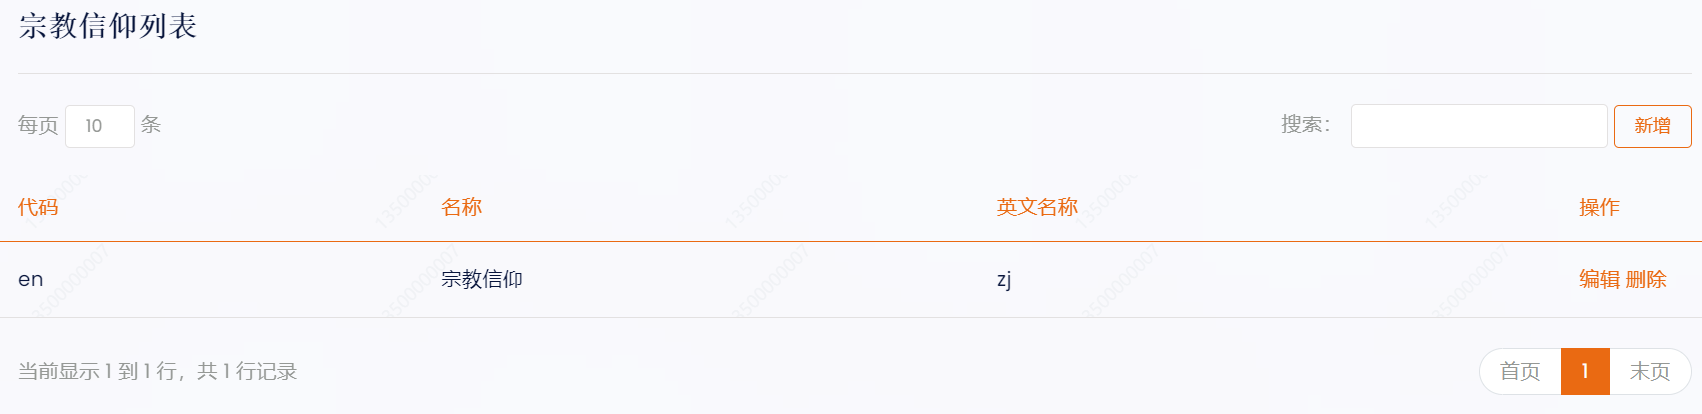 宗教信仰列表
每页 10 条 搜索： 新增
代码 名称 英文名称 操作
en 宗教信仰 zj 编辑 删除
当前显示 1 到 1 行，共 1 行记录 首页 1 末页